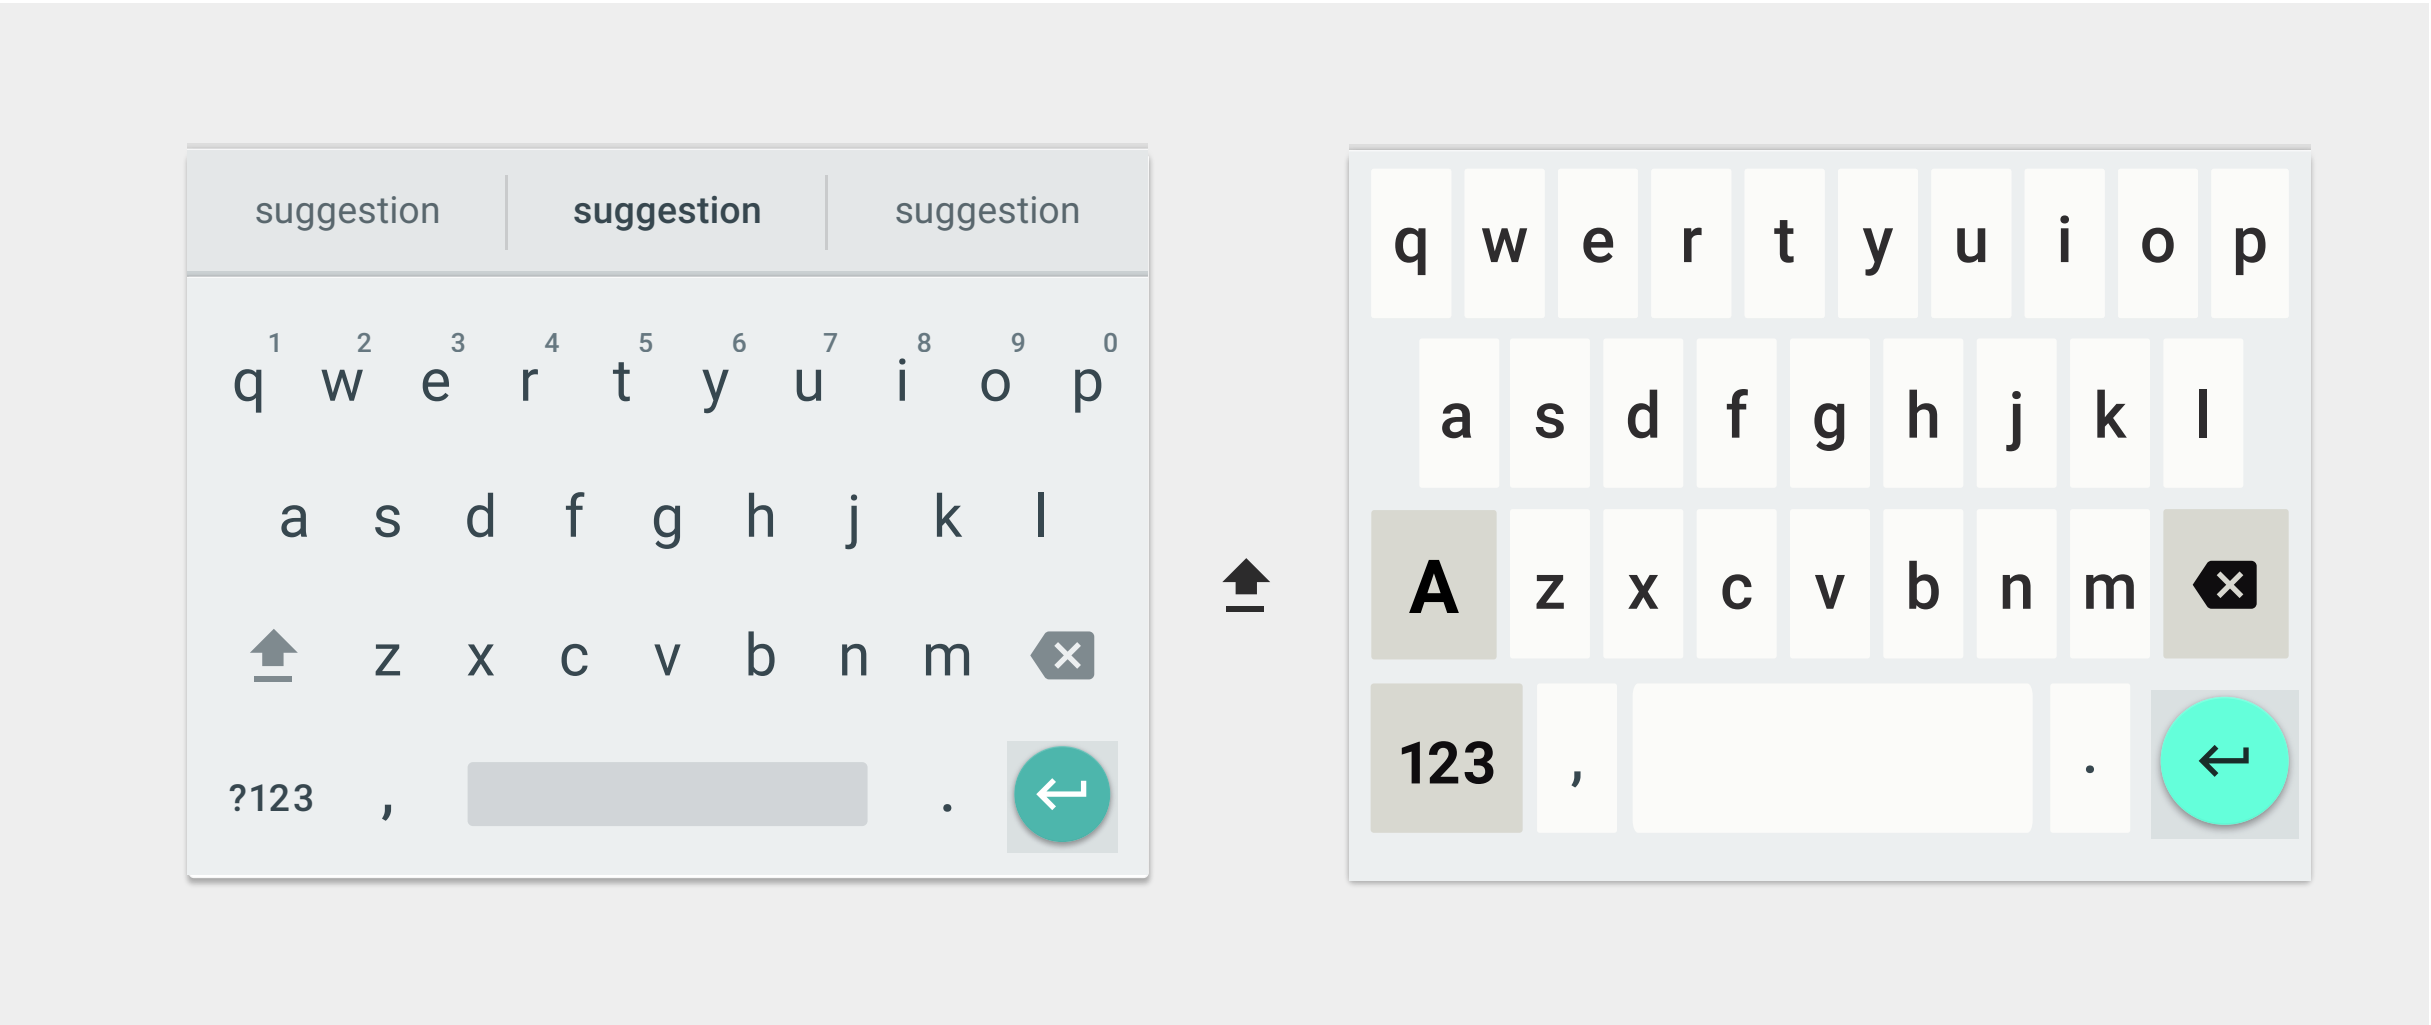 suggestion suggestion suggestion
1 2 3 4 5 6 7 8 9 0
q w e r t y u i o p
a s d f g h j k l
z x c v b n m
?123 , .
q w e r t y u i o p
a s d f g h j k l
A z x c v b n m
123 , .